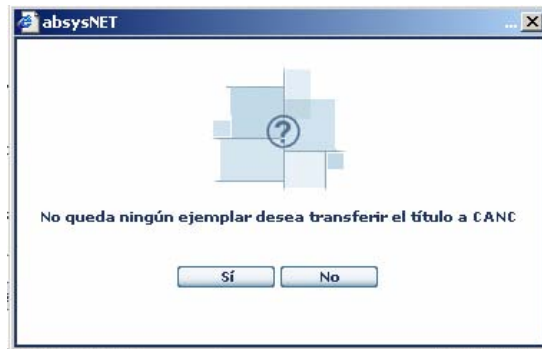 absysNET
No queda ningún ejemplar desea transferir el título a CANC
Sí No